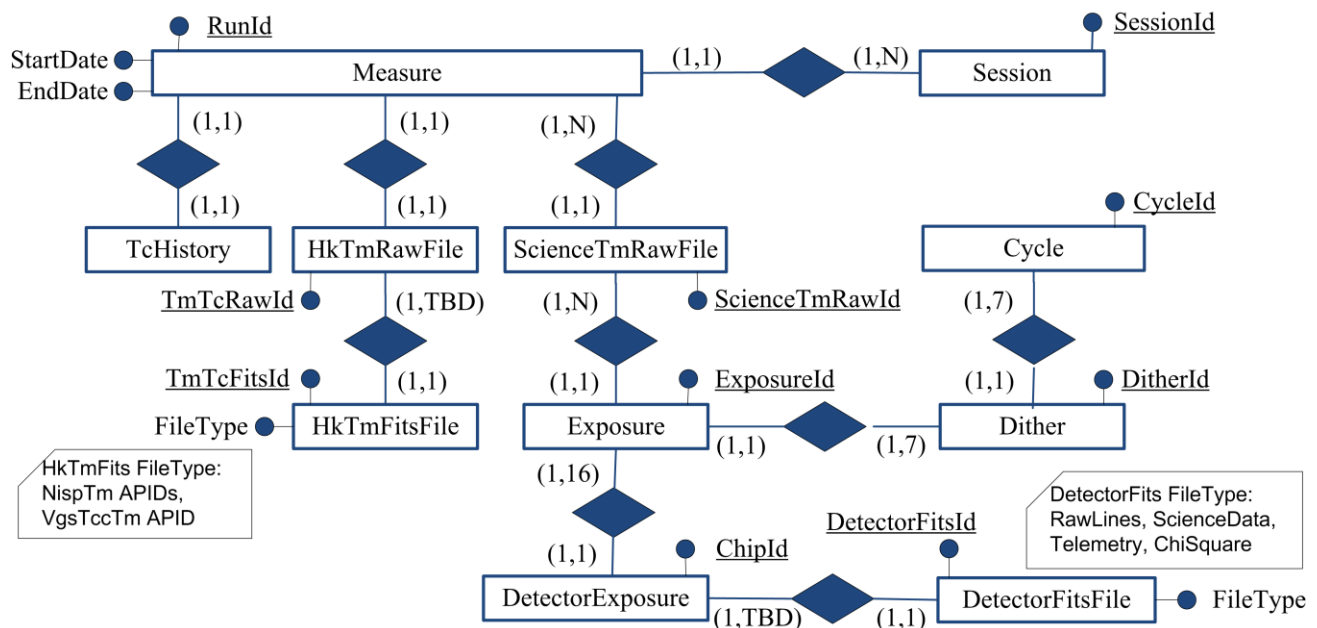 RunId
SessionId
StartDate
EndDate
Measure
(1,1)
(1,N)
Session
(1,1)
(1,1)
(1,N)
(1,1)
(1,1)
(1,1)
CycleId
TcHistory
HkTmRawFile
ScienceTmRawFile
Cycle
TmTcRawId
(1,TBD)
(1,N)
ScienceTmRawId
(1,7)
TmTcFitsId
(1,1)
(1,1)
ExposureId
(1,1)
DitherId
FileType
HkTmFitsFile
Exposure
(1,1)
(1,7)
Dither
HkTmFits FileType:
NispTm APIDs,
VgsTccTm APID
(1,16)
DetectorFits FileType:
RawLines, ScienceData,
Telemetry, ChiSquare
DetectorFitsId
(1,1)
ChipId
DetectorExposure
(1,TBD)
(1,1)
DetectorFitsFile
FileType